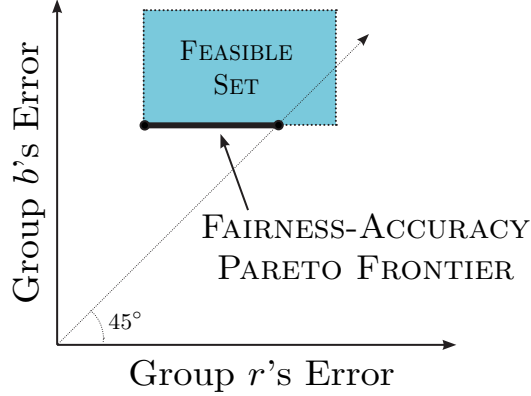 FEASIBLE
SET
Group b's Error
FAIRNESS-ACCURACY
PARETO FRONTIER
45°
Group r's Error